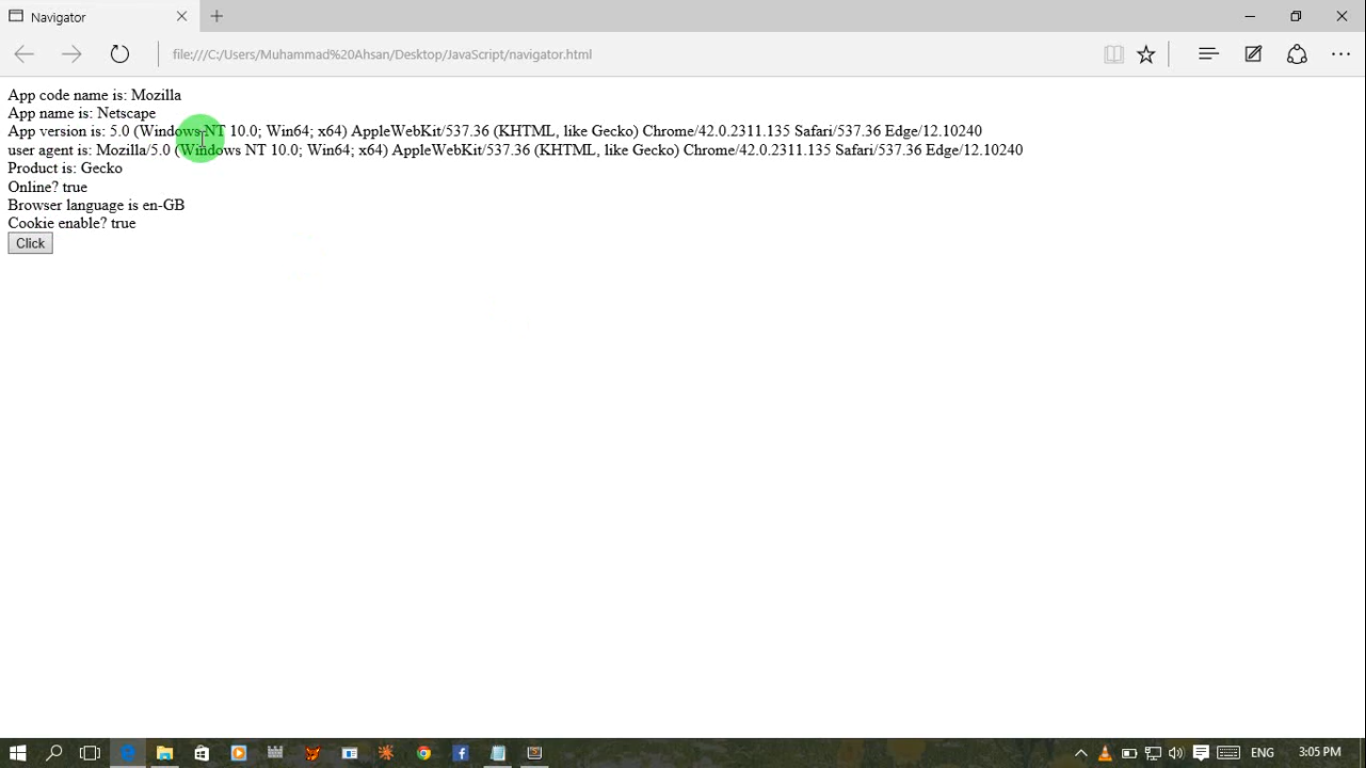 Navigator
file:///C:/Users/Muhammad%20Ahsan/Desktop/JavaScript/navigator.html
App code name is: Mozilla
App name is: Netscape
App version is: 5.0 (Windows NT 10.0; Win64; x64) AppleWebKit/537.36 (KHTML, like Gecko) Chrome/42.0.2311.135 Safari/537.36 Edge/12.10240
user agent is: Mozilla/5.0 (Windows NT 10.0; Win64; x64) AppleWebKit/537.36 (KHTML, like Gecko) Chrome/42.0.2311.135 Safari/537.36 Edge/12.10240
Product is: Gecko
Online? true
Browser language is en-GB
Cookie enable? true
Click
ENG 3:05 PM